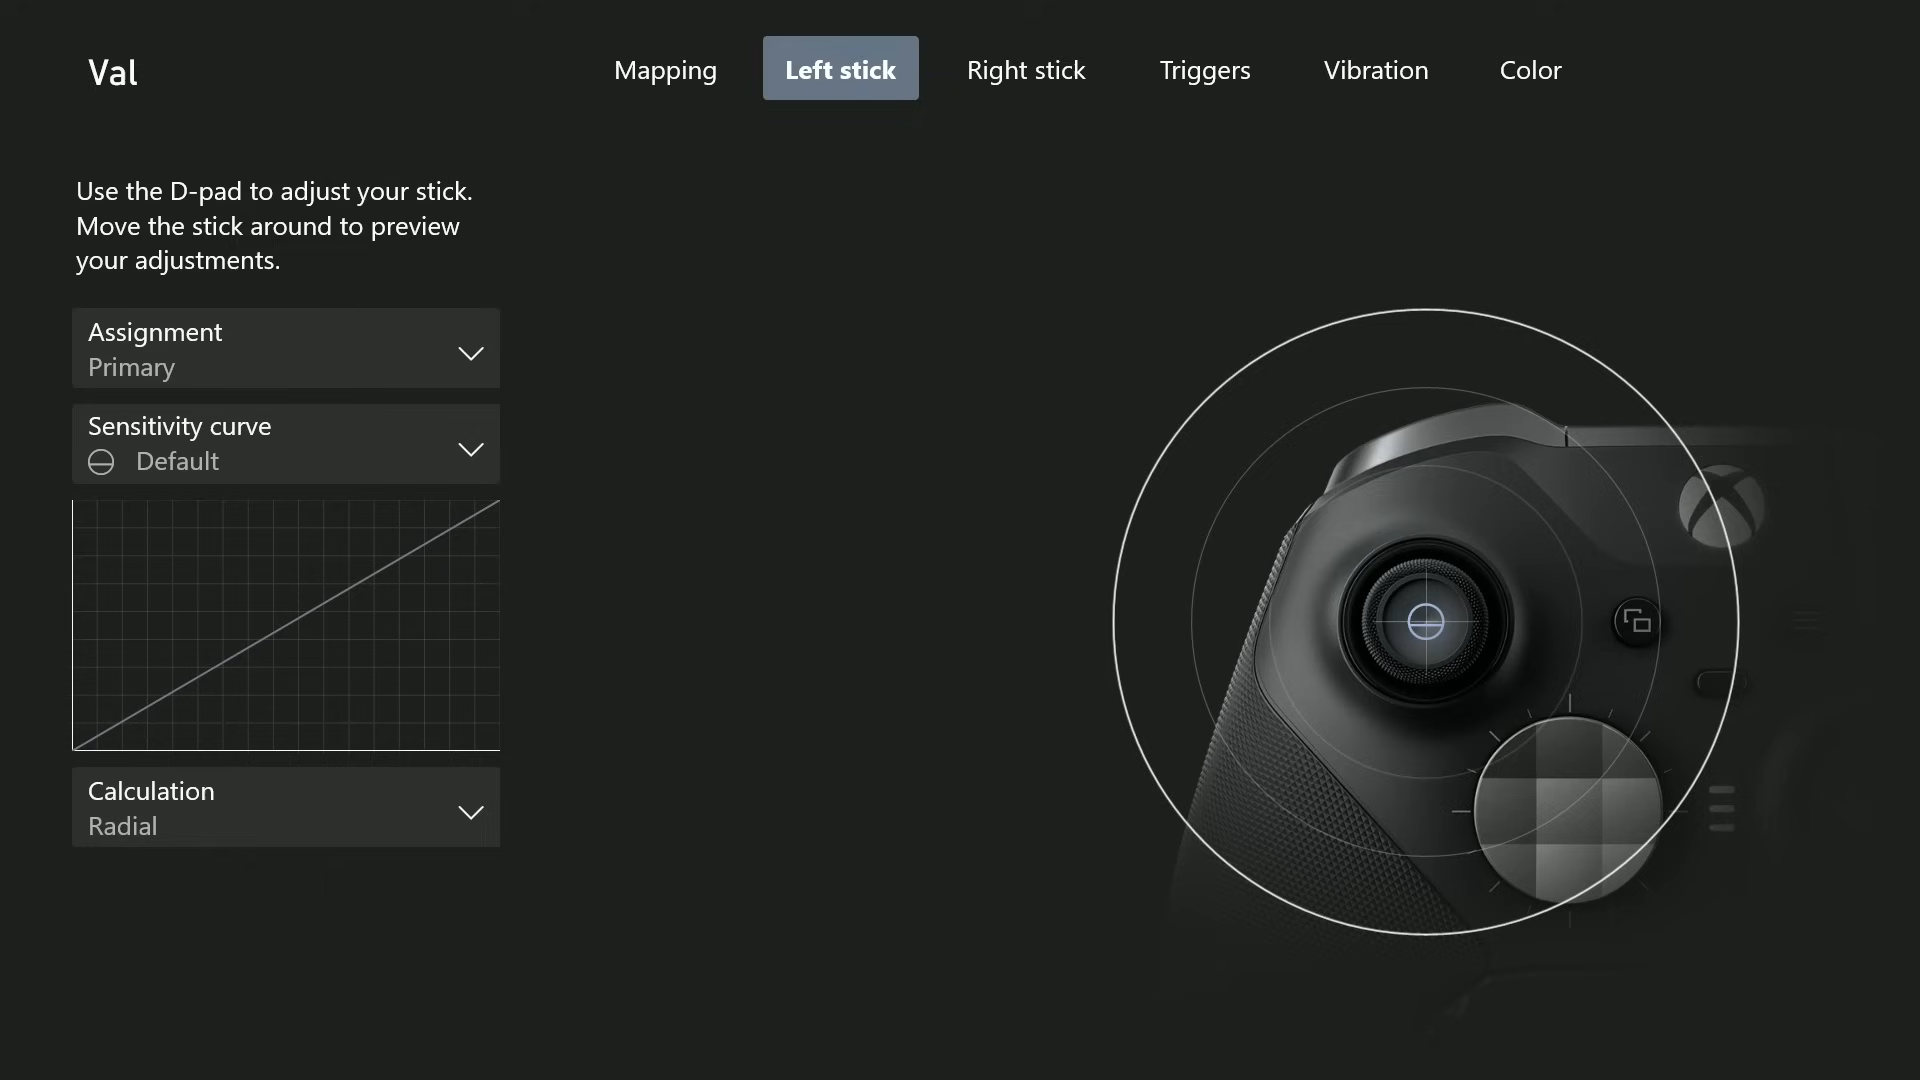 Val
Mapping
Left stick
Right stick
Triggers
Vibration
Color
Use the D-pad to adjust your stick.
Move the stick around to preview
your adjustments.
Assignment
Primary
Sensitivity curve
Default
Calculation
Radial